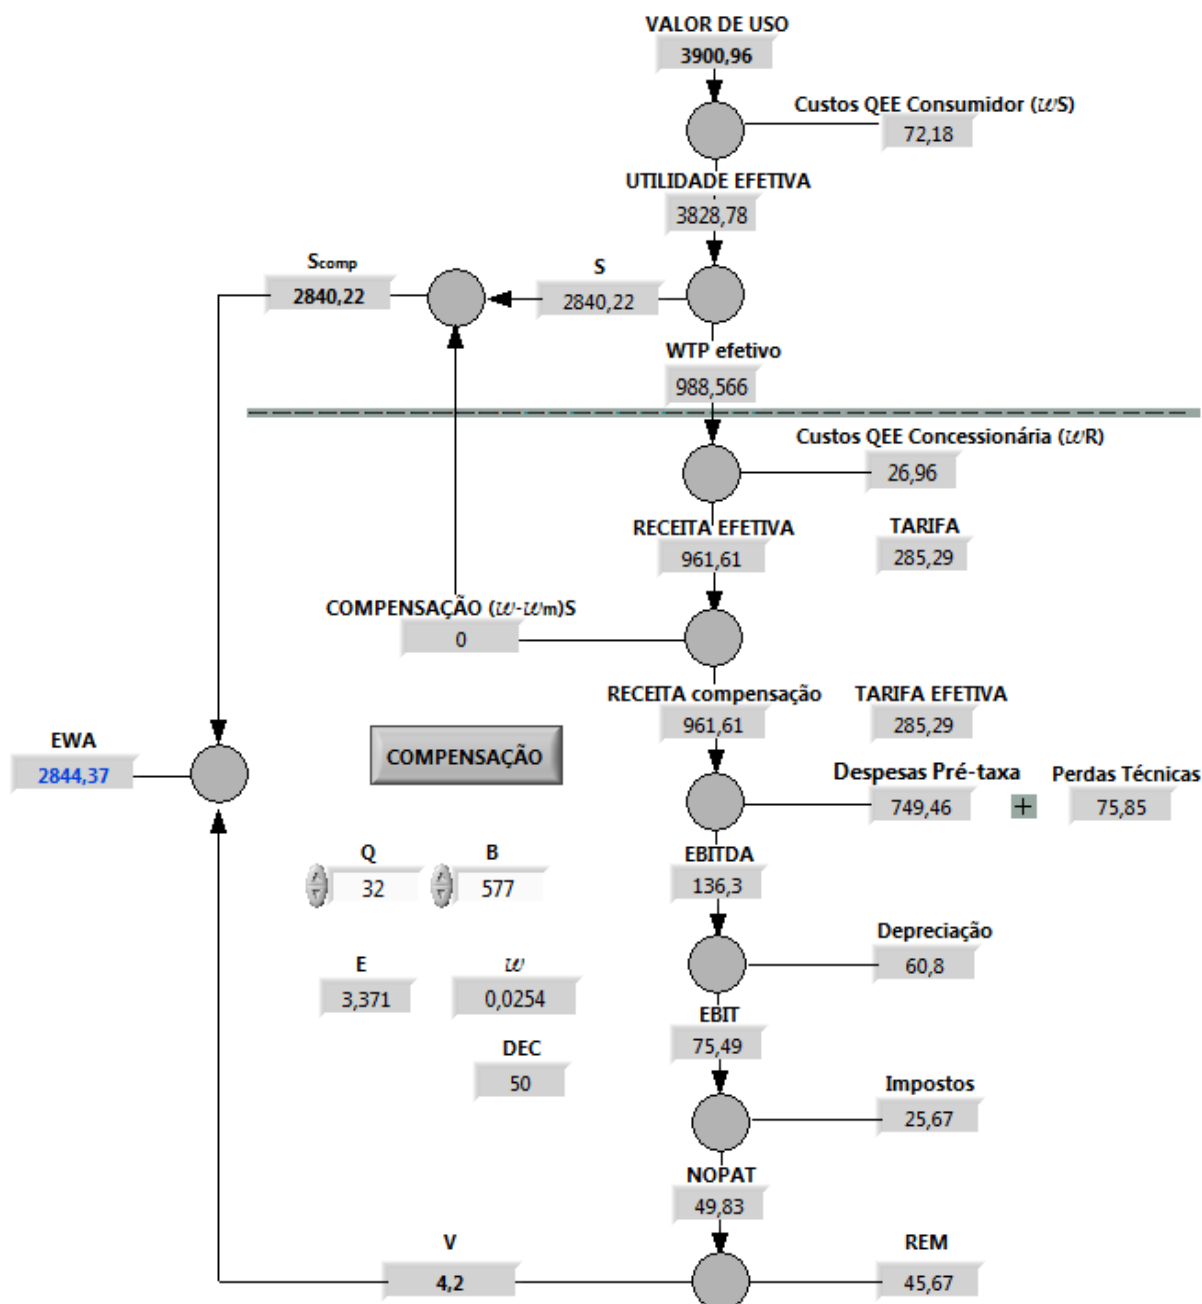 VALOR DE USO
3900,96
Custos QEE Consumidor (wS)
72,18
UTILIDADE EFETIVA
3828,78
Scomp
2840,22
S
2840,22
WTP efetivo
988,566
Custos QEE Concessionária (wR)
26,96
RECEITA EFETIVA
961,61
TARIFA
285,29
COMPENSAÇÃO (w-wm)S
0
RECEITA compensação
961,61
TARIFA EFETIVA
285,29
EWA
2844,37
COMPENSAÇÃO
Despesas Pré-taxa
749,46
+
Perdas Técnicas
75,85
Q
32
B
577
EBITDA
136,3
Depreciação
60,8
E
3,371
w
0,0254
EBIT
75,49
DEC
50
Impostos
25,67
NOPAT
49,83
V
4,2
REM
45,67